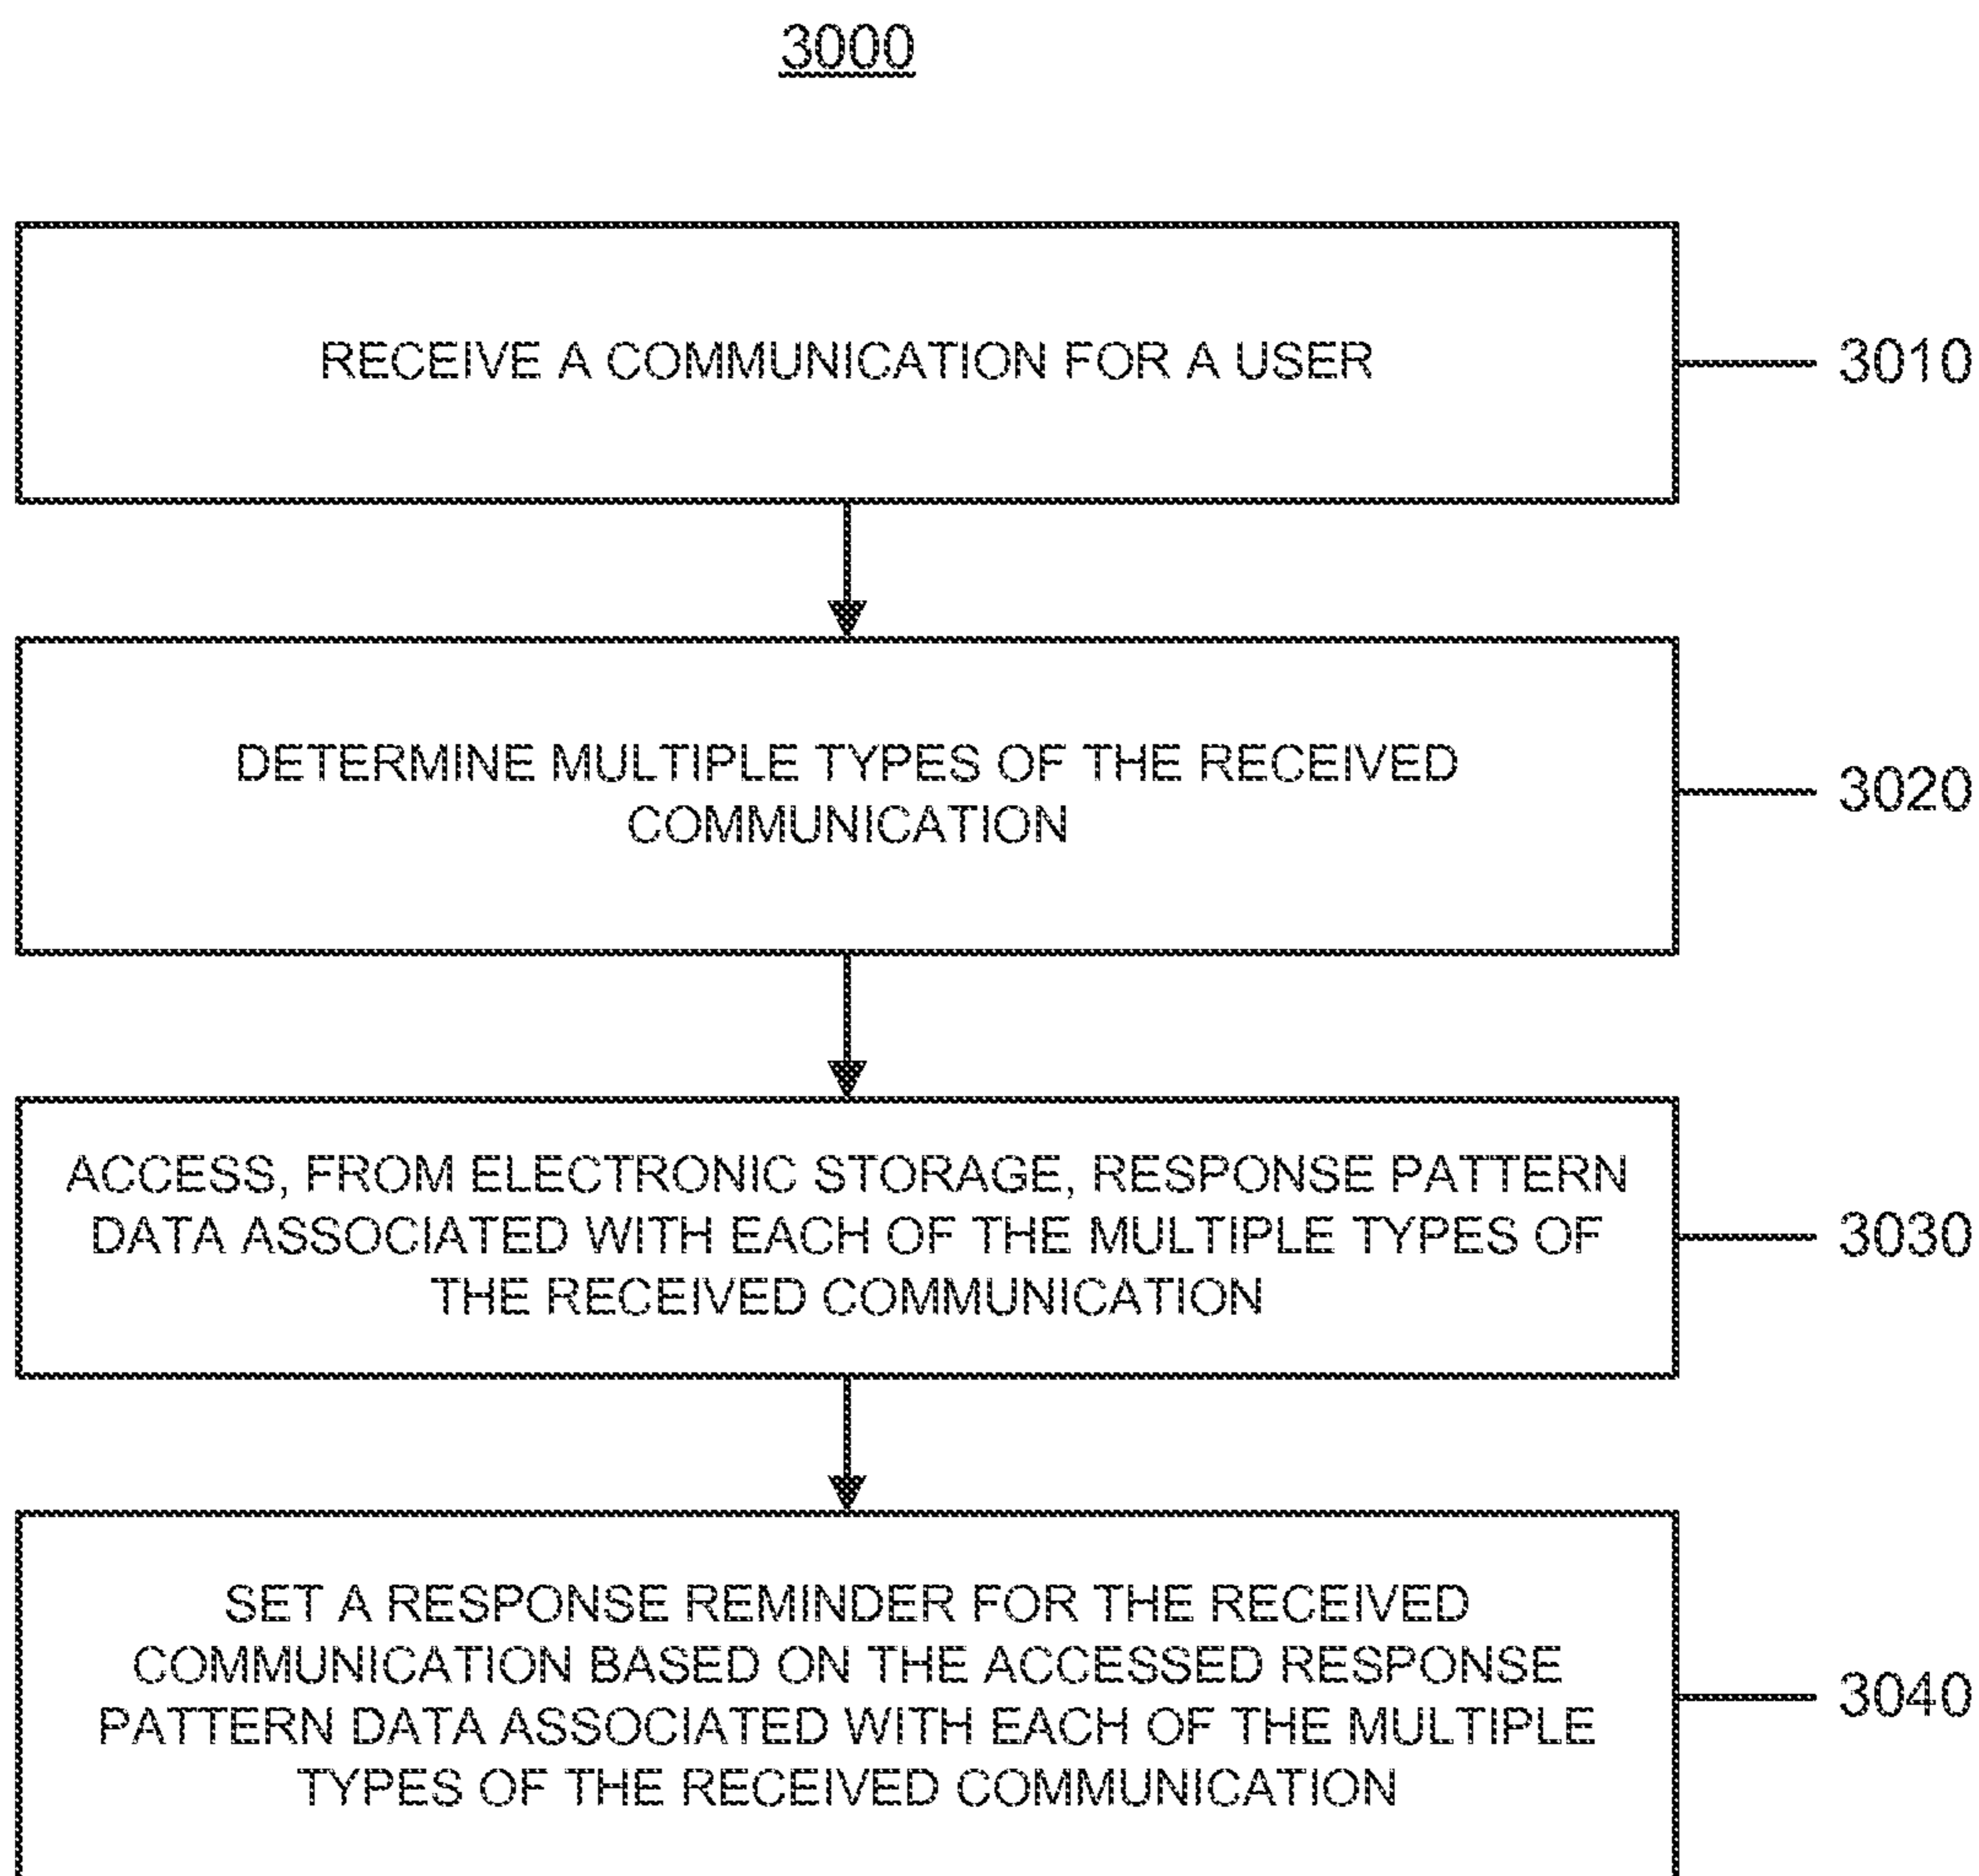 3000
RECEIVE A COMMUNICATION FOR A USER
3010
DETERMINE MULTIPLE TYPES OF THE RECEIVED
COMMUNICATION
3020
ACCESS, FROM ELECTRONIC STORAGE, RESPONSE PATTERN
DATA ASSOCIATED WITH EACH OF THE MULTIPLE TYPES OF
THE RECEIVED COMMUNICATION
3030
SET A RESPONSE REMINDER FOR THE RECEIVED
COMMUNICATION BASED ON THE ACCESSED RESPONSE
PATTERN DATA ASSOCIATED WITH EACH OF THE MULTIPLE
TYPES OF THE RECEIVED COMMUNICATION
3040